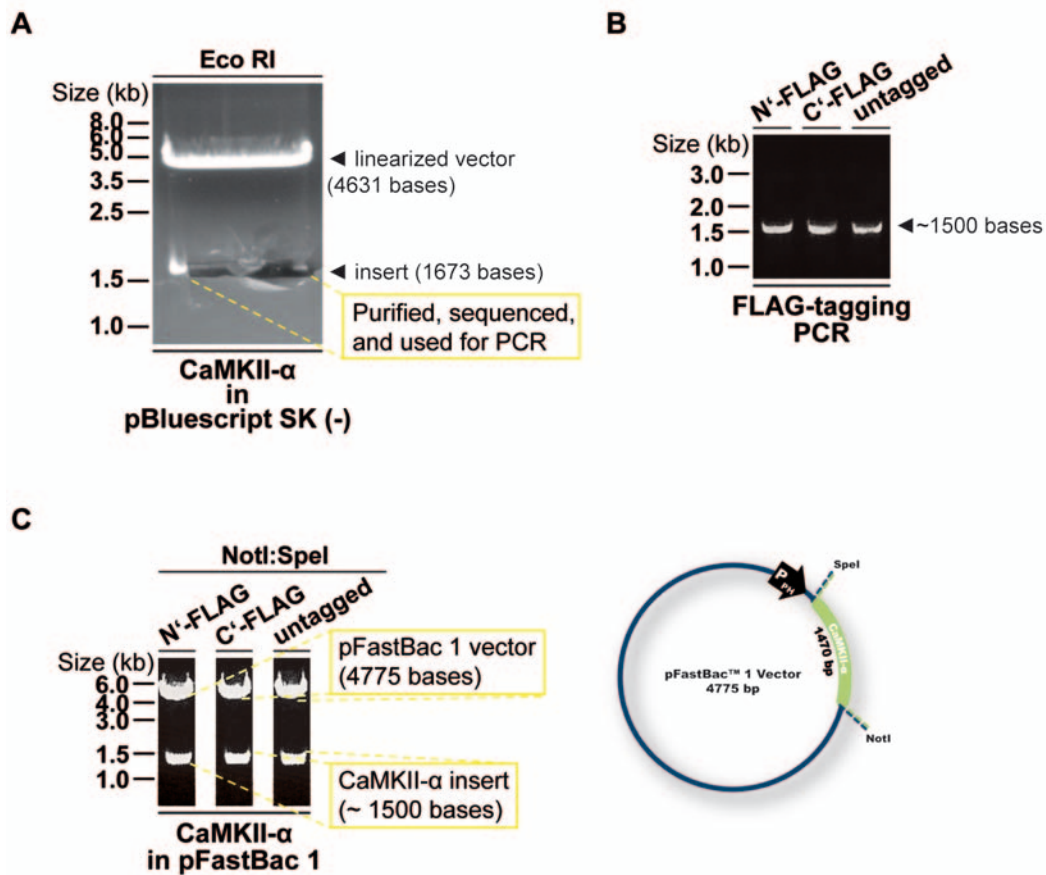 A
Eco RI
Size (kb)
8.0
6.0
5.0
3.5
2.5
1.5
1.0
◄ linearized vector
(4631 bases)
◄ insert (1673 bases)
Purified, sequenced,
and used for PCR
CaMKII-α
in
pBluescript SK (-)
B
N‘-FLAG
C‘-FLAG
untagged
Size (kb)
3.0
2.0
1.5
1.0
◄~1500 bases
FLAG-tagging
PCR
C
NotI:SpeI
N‘-FLAG
C‘-FLAG
untagged
Size (kb)
6.0
4.0
3.0
1.5
1.0
pFastBac 1 vector
(4775 bases)
CaMKII-α insert
(~ 1500 bases)
CaMKII-α
in pFastBac 1
P PH
SpeI
CaMKII-α
1470 bp
NotI
pFastBac™ 1 Vector
4775 bp